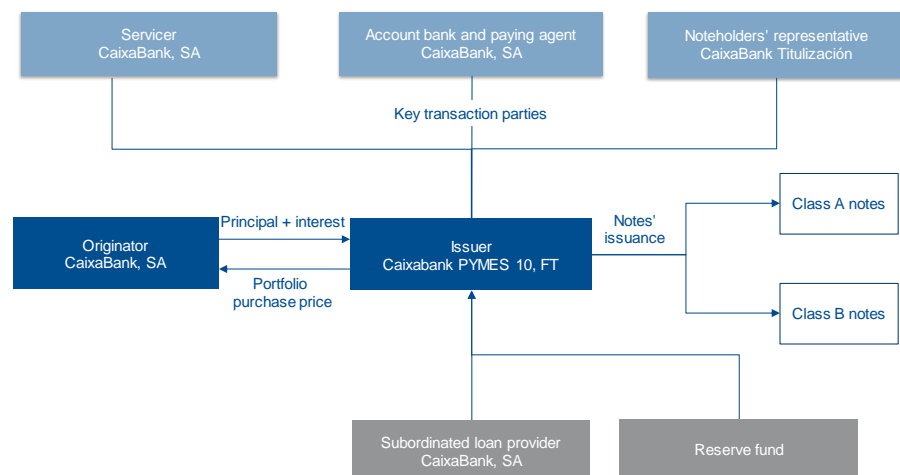 Servicer
CaixaBank, SA
Account bank and paying agent
CaixaBank, SA
Noteholders' representative
CaixaBank Titulización
Key transaction parties
Originator
CaixaBank, SA
Principal + interest
Portfolio
purchase price
Issuer
Caixabank PYMES 10, FT
Notes'
issuance
Class A notes
Class B notes
Subordinated loan provider
CaixaBank, SA
Reserve fund